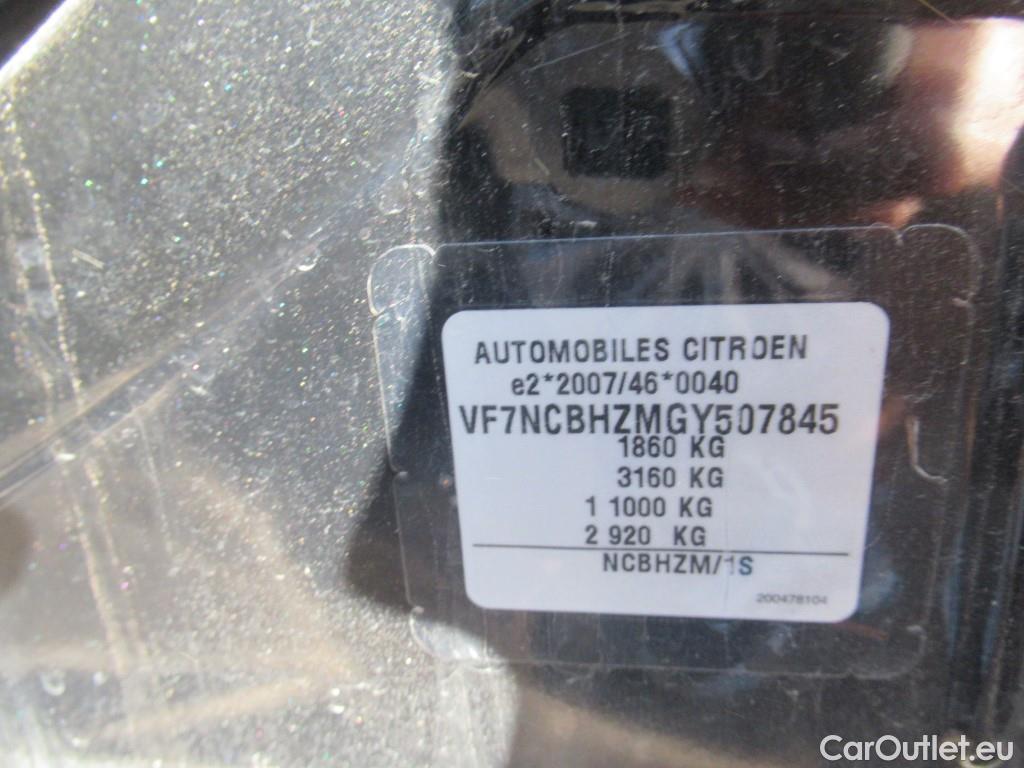 AUTOMOBILES CITROEN
e2*2007/46*0040
VF7NCBHZMGY507845
1860 KG
3160 KG
1 1000 KG
2 920 KG
NCBHZM/1S
200478104
CarOutlet.eu